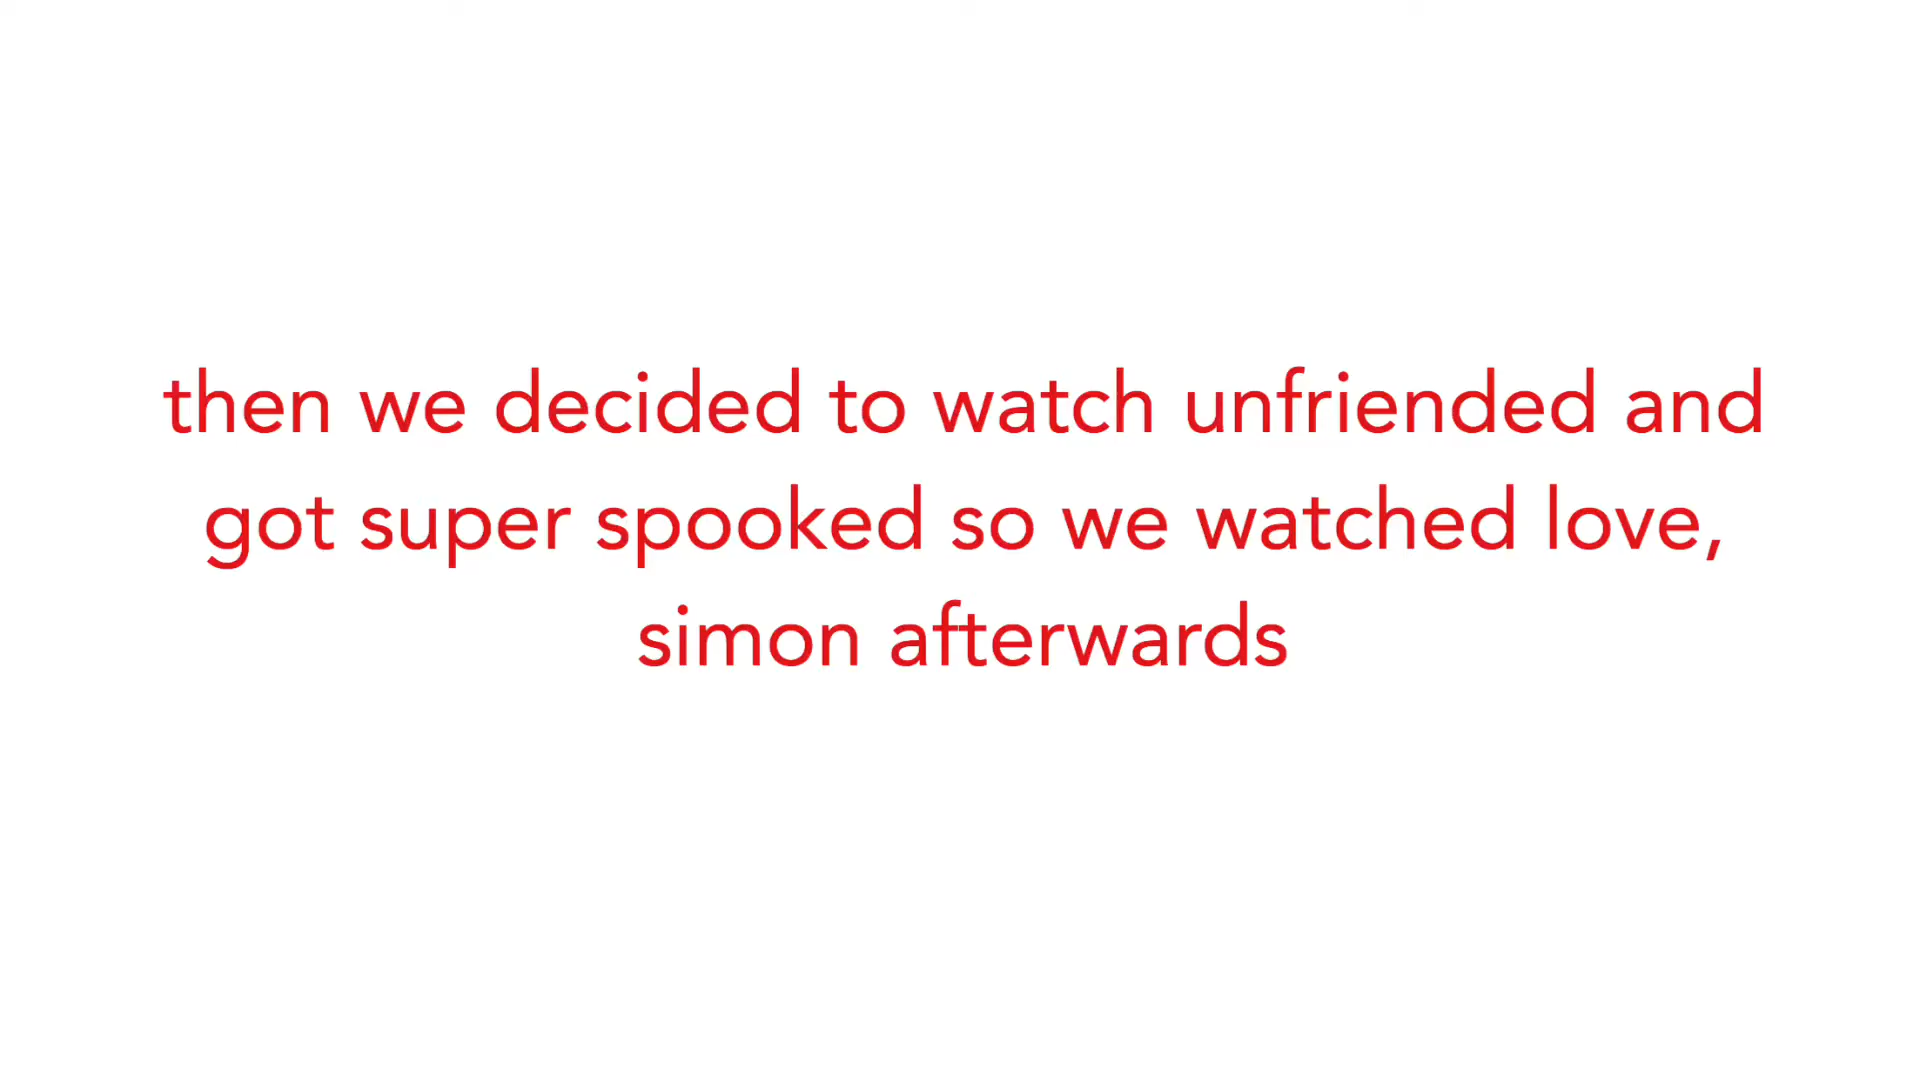 then we decided to watch unfriended and
got super spooked so we watched love,
simon afterwards